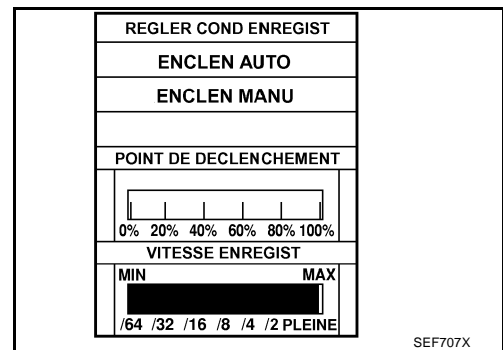 REGLER COND ENREGIST
ENCLEN AUTO
ENCLEN MANU
POINT DE DECLENCHEMENT
0% 20% 40% 60% 80% 100%
VITESSE ENREGIST
MIN MAX
/64 /32 /16 /8 /4 /2 PLEINE
SEF707X